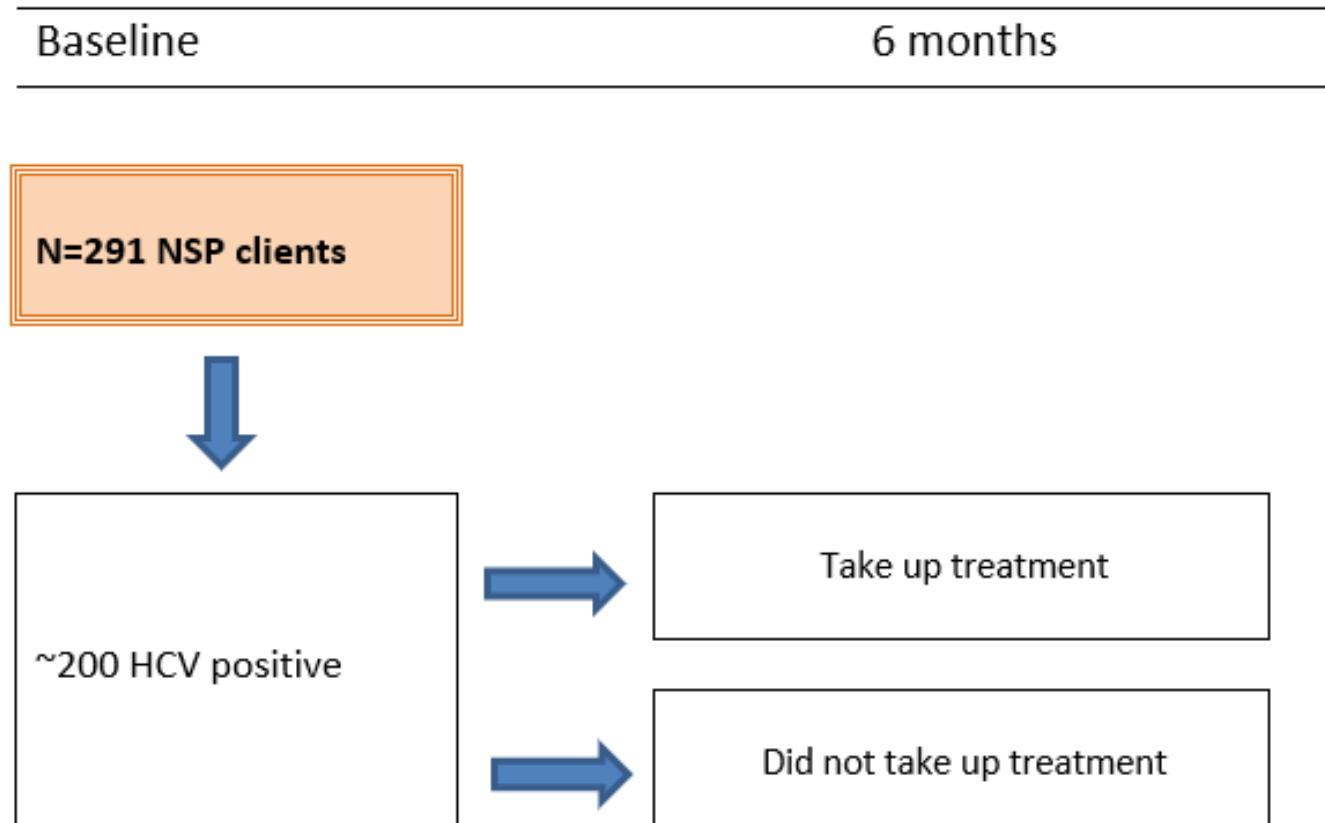 Baseline 6 months
N=291 NSP clients
Take up treatment
~200 HCV positive
Did not take up treatment